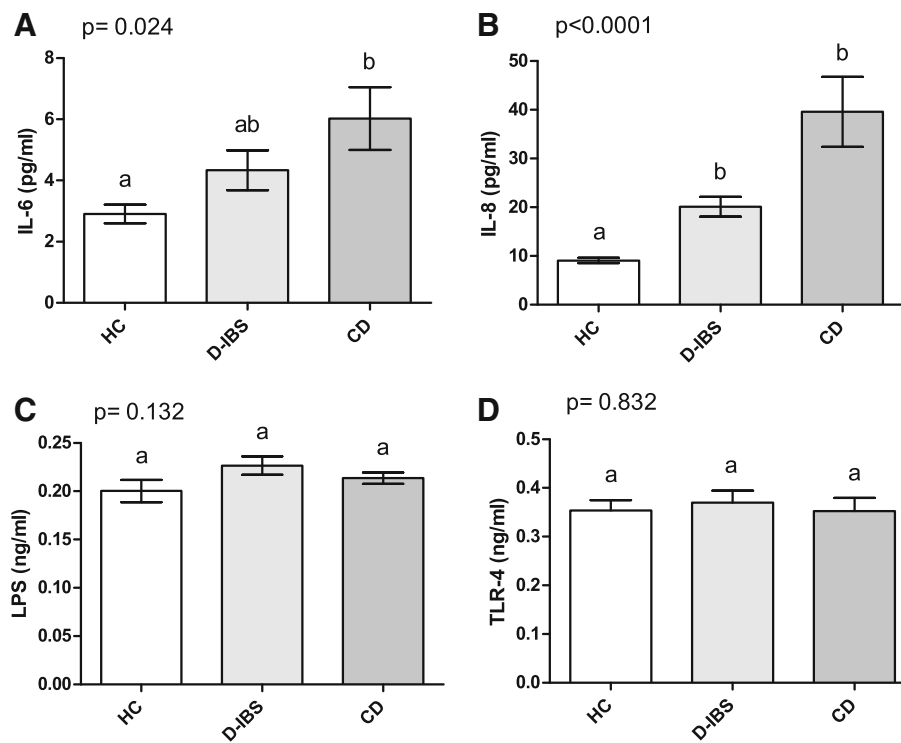 A
p= 0.024
IL-6 (pg/ml)
8
6
4
2
0
a
ab
b
HC
D-IBS
CD
B
p<0.0001
IL-8 (pg/ml)
50
40
30
20
10
0
a
b
b
HC
D-IBS
CD
C
p= 0.132
LPS (ng/ml)
0.25
0.20
0.15
0.10
0.05
0.00
a
a
a
HC
D-IBS
CD
D
p= 0.832
TLR-4 (ng/ml)
0.5
0.4
0.3
0.2
0.1
0.0
a
a
a
HC
D-IBS
CD